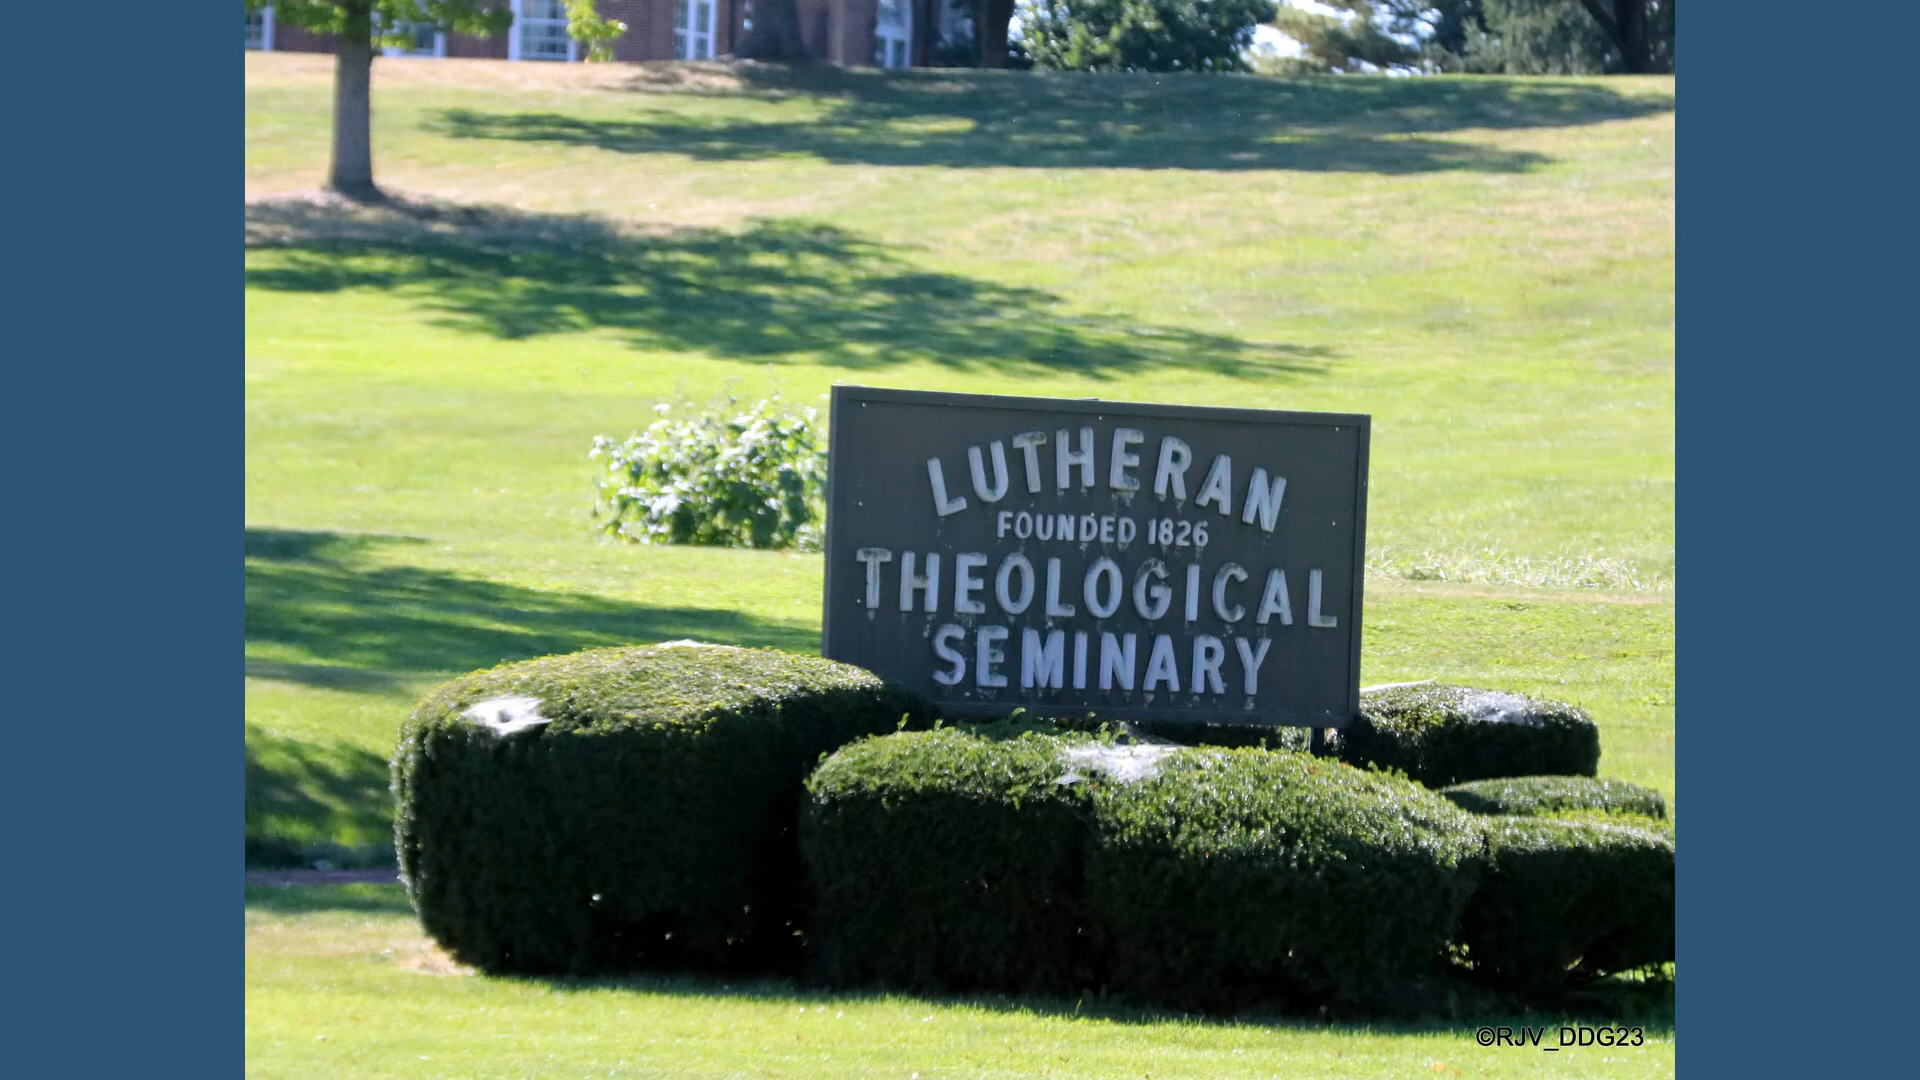 LUTHERAN
FOUNDED 1826
THEOLOGICAL
SEMINARY
©RJV_DDG23